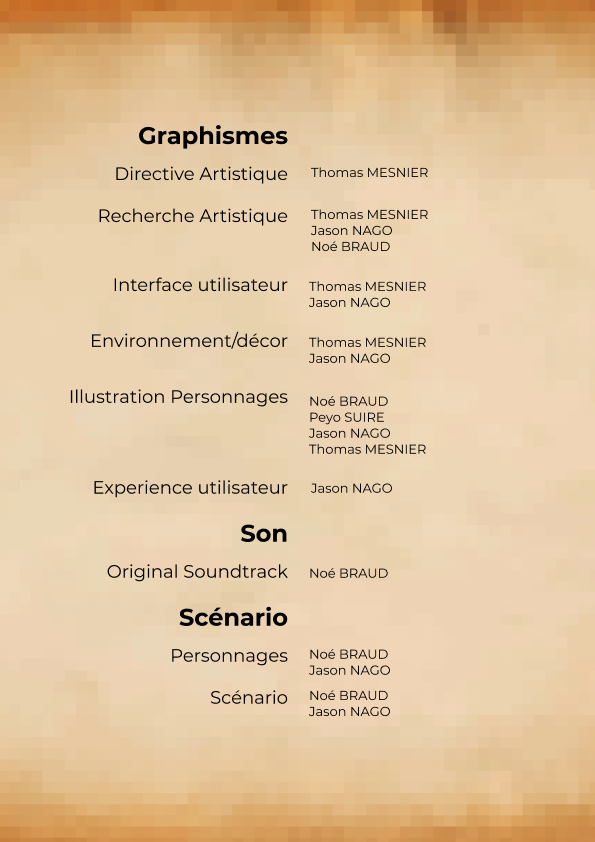 Graphismes
Directive Artistique Thomas MESNIER
Recherche Artistique Thomas MESNIER
Jason NAGO
Noé BRAUD
Interface utilisateur Thomas MESNIER
Jason NAGO
Environnement/décor Thomas MESNIER
Jason NAGO
Illustration Personnages Noé BRAUD
Peyo SUIRE
Jason NAGO
Thomas MESNIER
Experience utilisateur Jason NAGO
Son
Original Soundtrack Noé BRAUD
Scénario
Personnages Noé BRAUD
Jason NAGO
Scénario Noé BRAUD
Jason NAGO